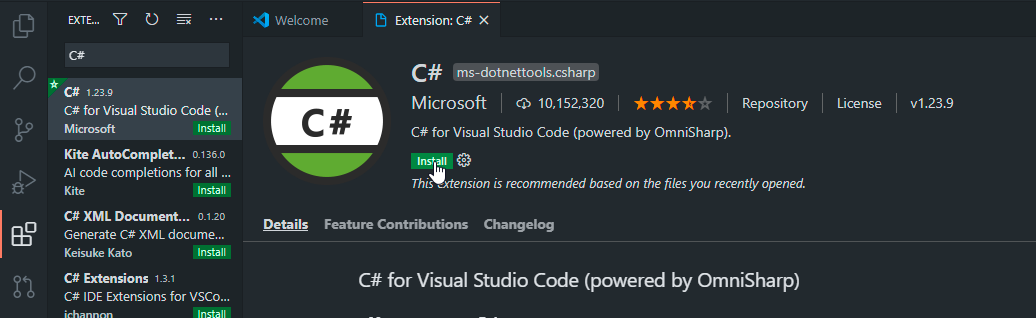 EXTE...
Welcome
Extension: C#
C#
C# 1.23.9
C# for Visual Studio Code (...
Microsoft
Install
Kite AutoComplet... 0.136.0
AI code completions for all ...
Kite
Install
C# XML Document... 0.1.20
Generate C# XML docume...
Keisuke Kato
Install
C# Extensions 1.3.1
C# IDE Extensions for VSCo...
jchannon
Install
C#
C# ms-dotnettools.csharp
Microsoft 10,152,320 Repository License v1.23.9
C# for Visual Studio Code (powered by OmniSharp).
Install
This extension is recommended based on the files you recently opened.
Details Feature Contributions Changelog
C# for Visual Studio Code (powered by OmniSharp)